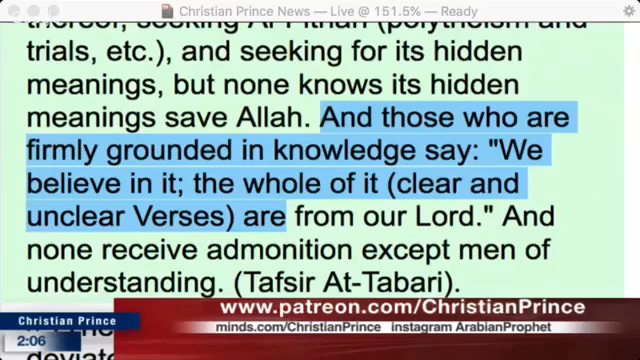 Christian Prince News — Live @ 151.5% — Ready
thereof, seeking Al-Fitnah (polytheism and
trials, etc.), and seeking for its hidden
meanings, but none knows its hidden
meanings save Allah. And those who are
firmly grounded in knowledge say: "We
believe in it; the whole of it (clear and
unclear Verses) are from our Lord." And
none receive admonition except men of
understanding. (Tafsir At-Tabari).
www.patreon.com/ChristianPrince
Christian Prince
minds.com/ChristianPrince instagram ArabianProphet
2:06
deviate